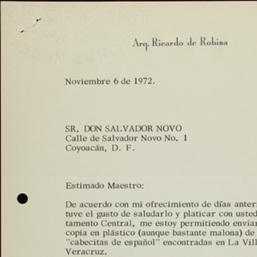 Arq. Ricardo de Robina
Noviembre 6 de 1972.
SR. DON SALVADOR NOVO
Calle de Salvador Novo No. 1
Coyoacán, D. F.
Estimado Maestro:
De acuerdo con mi ofrecimiento de días anter
tuve el gusto de saludarlo y platicar con usted
tamento Central, me estoy permitiendo enviar
copia en plástico (aunque bastante malona) de
"cabecitas de español" encontradas en La Vil
Veracruz.